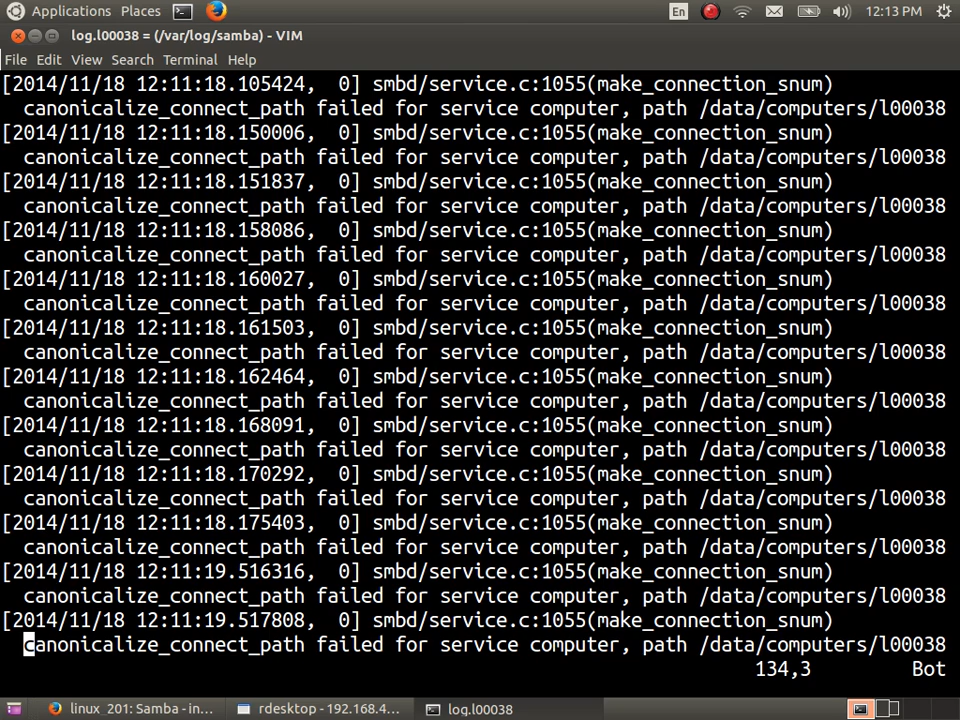 Applications Places En 12:13 PM
log.l00038 = (/var/log/samba) - VIM
File Edit View Search Terminal Help
[2014/11/18 12:11:18.105424,  0] smbd/service.c:1055(make_connection_snum)
  canonicalize_connect_path failed for service computer, path /data/computers/l00038
[2014/11/18 12:11:18.150006,  0] smbd/service.c:1055(make_connection_snum)
  canonicalize_connect_path failed for service computer, path /data/computers/l00038
[2014/11/18 12:11:18.151837,  0] smbd/service.c:1055(make_connection_snum)
  canonicalize_connect_path failed for service computer, path /data/computers/l00038
[2014/11/18 12:11:18.158086,  0] smbd/service.c:1055(make_connection_snum)
  canonicalize_connect_path failed for service computer, path /data/computers/l00038
[2014/11/18 12:11:18.160027,  0] smbd/service.c:1055(make_connection_snum)
  canonicalize_connect_path failed for service computer, path /data/computers/l00038
[2014/11/18 12:11:18.161503,  0] smbd/service.c:1055(make_connection_snum)
  canonicalize_connect_path failed for service computer, path /data/computers/l00038
[2014/11/18 12:11:18.162464,  0] smbd/service.c:1055(make_connection_snum)
  canonicalize_connect_path failed for service computer, path /data/computers/l00038
[2014/11/18 12:11:18.168091,  0] smbd/service.c:1055(make_connection_snum)
  canonicalize_connect_path failed for service computer, path /data/computers/l00038
[2014/11/18 12:11:18.170292,  0] smbd/service.c:1055(make_connection_snum)
  canonicalize_connect_path failed for service computer, path /data/computers/l00038
[2014/11/18 12:11:18.175403,  0] smbd/service.c:1055(make_connection_snum)
  canonicalize_connect_path failed for service computer, path /data/computers/l00038
[2014/11/18 12:11:19.516316,  0] smbd/service.c:1055(make_connection_snum)
  canonicalize_connect_path failed for service computer, path /data/computers/l00038
[2014/11/18 12:11:19.517808,  0] smbd/service.c:1055(make_connection_snum)
  canonicalize_connect_path failed for service computer, path /data/computers/l00038
134,3 Bot
linux_201: Samba - in... rdesktop - 192.168.4... log.l00038